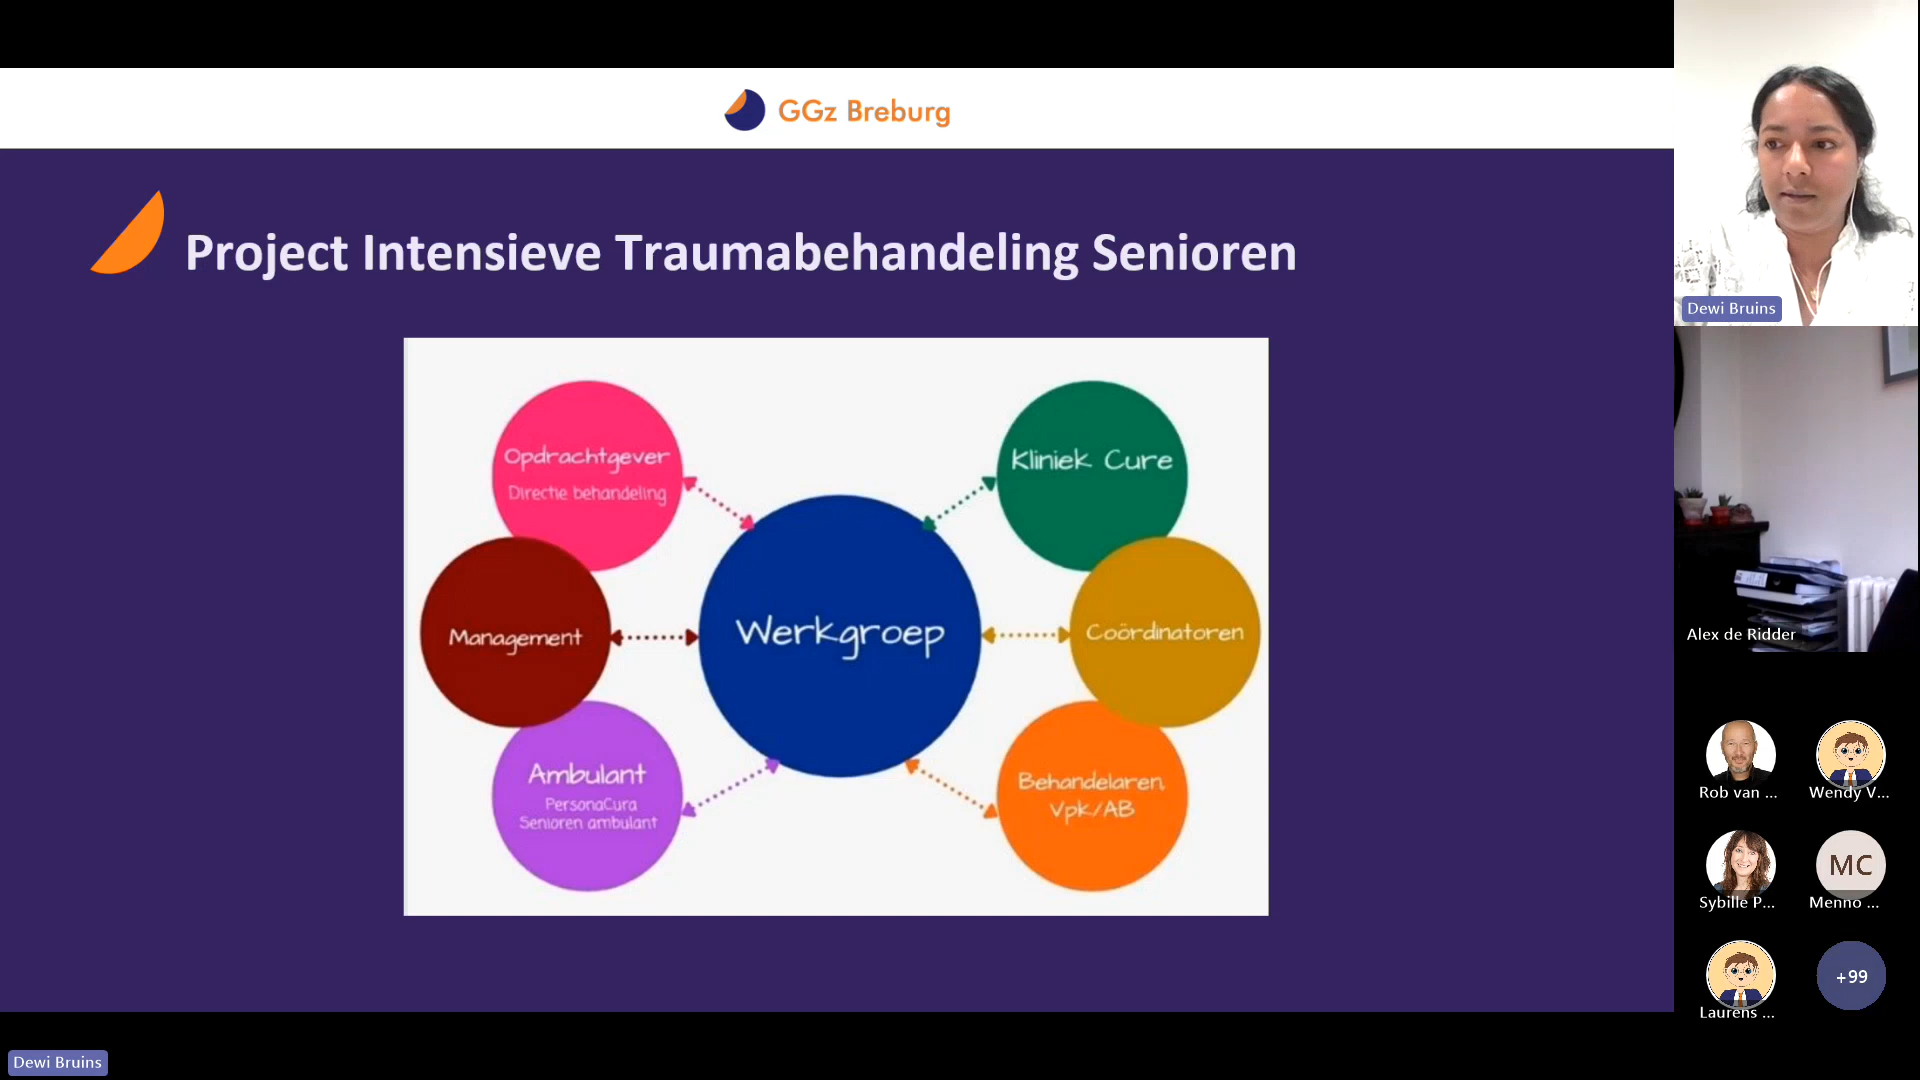 GGz Breburg
Project Intensieve Traumabehandeling Senioren
Opdrachtgever
Directie behandeling
Kliniek Cure
Management
Werkgroep
Coördinatoren
Ambulant
PersonaCura
Senioren ambulant
Behandelaren,
Vpk/AB
Dewi Bruins
Alex de Ridder
Rob van ...
Wendy V...
Sybille P...
MC
Menno ...
Laurens ...
+99
Dewi Bruins